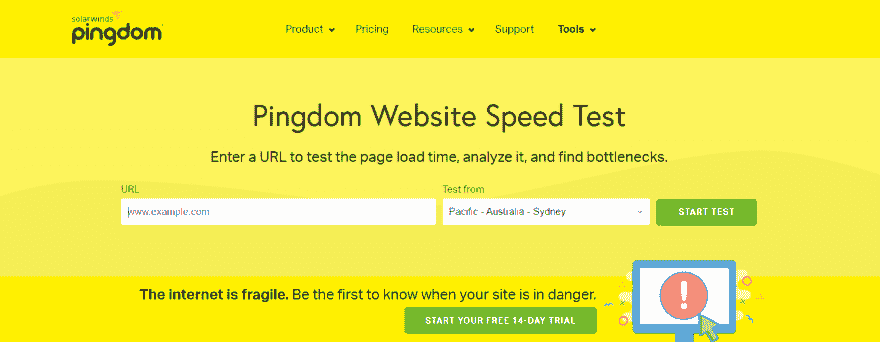 solarwinds
pingdom
Product Pricing Resources Support Tools
Pingdom Website Speed Test
Enter a URL to test the page load time, analyze it, and find bottlenecks.
URL Test from
www.example.com Pacific - Australia - Sydney START TEST
The internet is fragile. Be the first to know when your site is in danger.
START YOUR FREE 14-DAY TRIAL
!